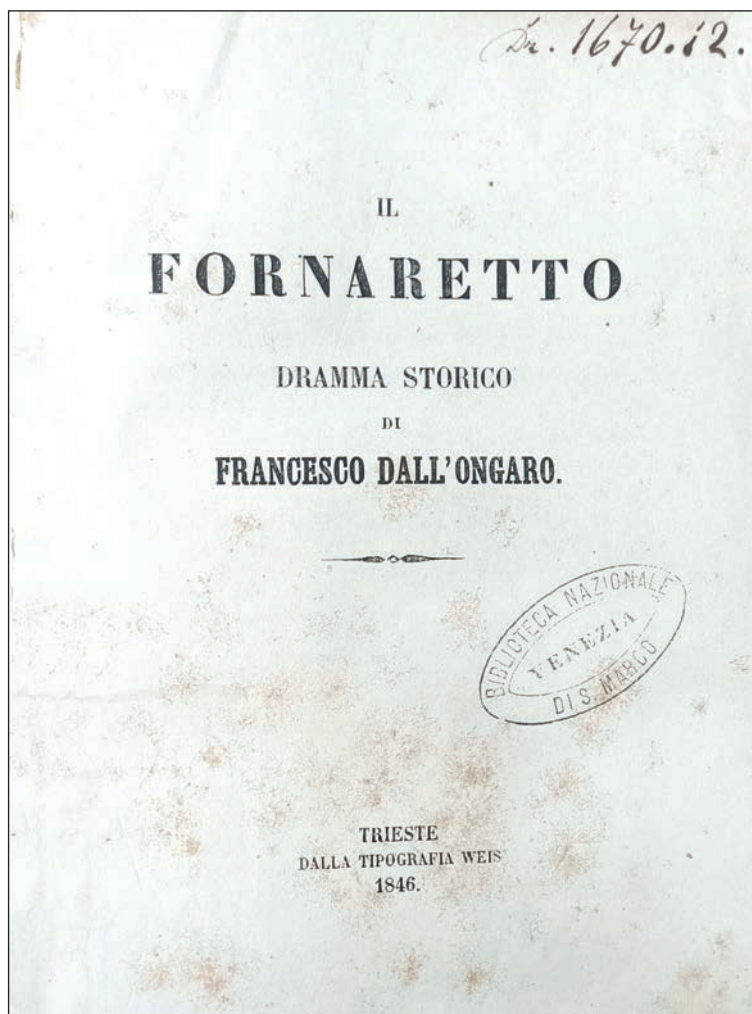 Dr. 1670.12.
IL
FORNARETTO
DRAMMA STORICO
DI
FRANCESCO DALL'ONGARO.
BIBLIOTECA NAZIONALE
VENEZIA
DI S. MARCO
TRIESTE
DALLA TIPOGRAFIA WEIS
1846.